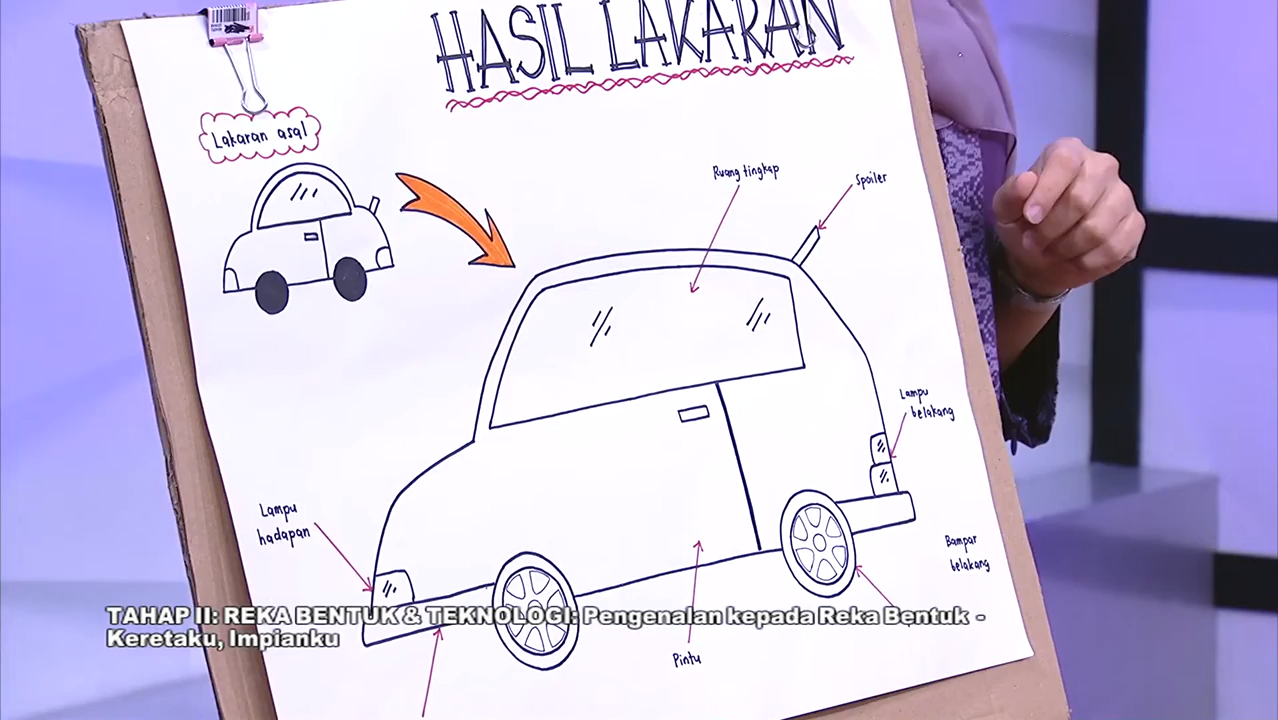 HASIL LAKARAN
Lakaran asal
Ruang tingkap
Spoiler
Lampu
belakang
Lampu
hadapan
Bampar
belakang
Pintu
TAHAP II: REKA BENTUK & TEKNOLOGI: Pengenalan kepada Reka Bentuk -
Keretaku, Impianku